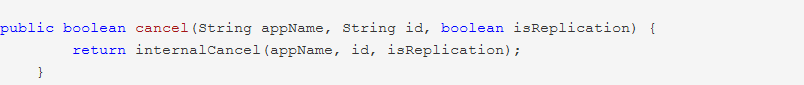 public boolean cancel(String appName, String id, boolean isReplication) {
        return internalCancel(appName, id, isReplication);
    }